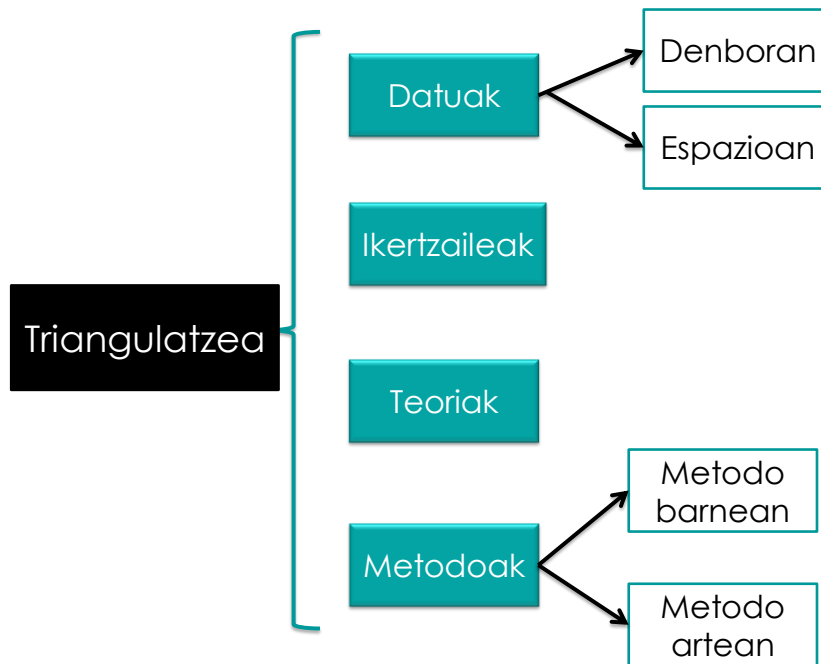 Triangulatzea
Datuak
Denboran
Espazioan
Ikertzaileak
Teoriak
Metodoak
Metodo
barnean
Metodo
artean